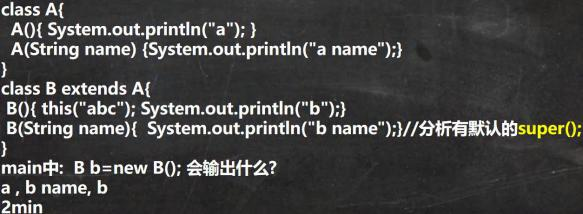 class A{
A(){ System.out.println("a"); }
A(String name) {System.out.println("a name");}
}
class B extends A{
B(){ this("abc"); System.out.println("b");}
B(String name){  System.out.println("b name");}//分析有默认的super();
}
main中:  B b=new B(); 会输出什么?
a , b name, b
2min